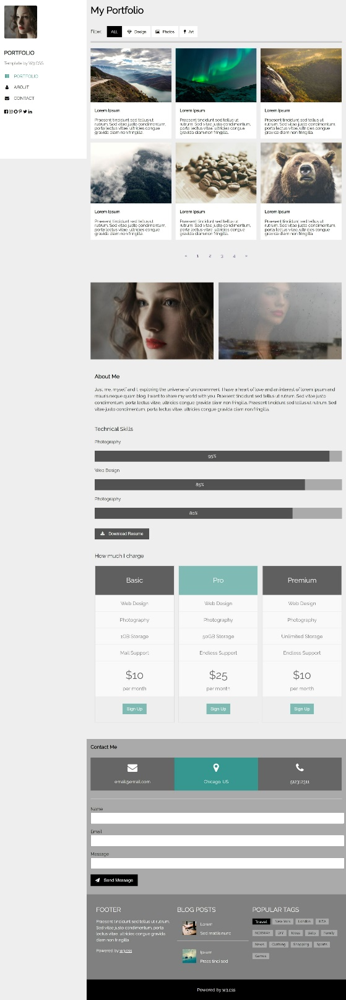 PORTFOLIO
Template by W3.CSS
PORTFOLIO
ABOUT
CONTACT
My Portfolio
Filter:
ALL
Design
Photos
Art
Lorem Ipsum
Praesent tincidunt sed tellus ut
rutrum. Sed vitae justo condimentum,
porta lectus vitae, ultricies congue
gravida diam non fringilla.
Lorem Ipsum
Praesent tincidunt sed tellus ut
rutrum. Sed vitae justo condimentum,
porta lectus vitae, ultricies congue
gravida diam non fringilla.
Lorem Ipsum
Praesent tincidunt sed tellus ut
rutrum. Sed vitae justo condimentum,
porta lectus vitae, ultricies congue
gravida diam non fringilla.
Lorem Ipsum
Praesent tincidunt sed tellus ut
rutrum. Sed vitae justo condimentum,
porta lectus vitae, ultricies congue
gravida diam non fringilla.
Lorem Ipsum
Praesent tincidunt sed tellus ut
rutrum. Sed vitae justo condimentum,
porta lectus vitae, ultricies congue
gravida diam non fringilla.
Lorem Ipsum
Praesent tincidunt sed tellus ut
rutrum. Sed vitae justo condimentum,
porta lectus vitae, ultricies congue
gravida diam non fringilla.
« 1 2 3 4 »
About Me
Just me, myself and I, exploring the universe of unknownment. I have a heart of love and an interest of lorem ipsum and
mauris neque quam blog. I want to share my world with you. Praesent tincidunt sed tellus ut rutrum. Sed vitae justo
condimentum, porta lectus vitae, ultricies congue gravida diam non fringilla. Praesent tincidunt sed tellus ut rutrum. Sed
vitae justo condimentum, porta lectus vitae, ultricies congue gravida diam non fringilla.
Technical Skills
Photography
95%
Web Design
85%
Photography
80%
Download Resume
How much I charge
Basic
Web Design
Photography
1GB Storage
Mail Support
$10
per month
Sign Up
Pro
Web Design
Photography
50GB Storage
Endless Support
$25
per month
Sign Up
Premium
Web Design
Photography
Unlimited Storage
Endless Support
$10
per month
Sign Up
Contact Me
email@email.com
Chicago, US
512312311
Name
Email
Message
Send Message
FOOTER
Praesent tincidunt sed tellus ut rutrum.
Sed vitae justo condimentum, porta
lectus vitae, ultricies congue gravida
diam non fringilla.
Powered by w3.css
BLOG POSTS
Lorem
Sed mattis nunc
Ipsum
Praes tinci sed
POPULAR TAGS
Travel New York London IKEA
NORWAY DIY Ideas Baby Family
News Clothing Shopping Sports
Games
Powered by w3.css